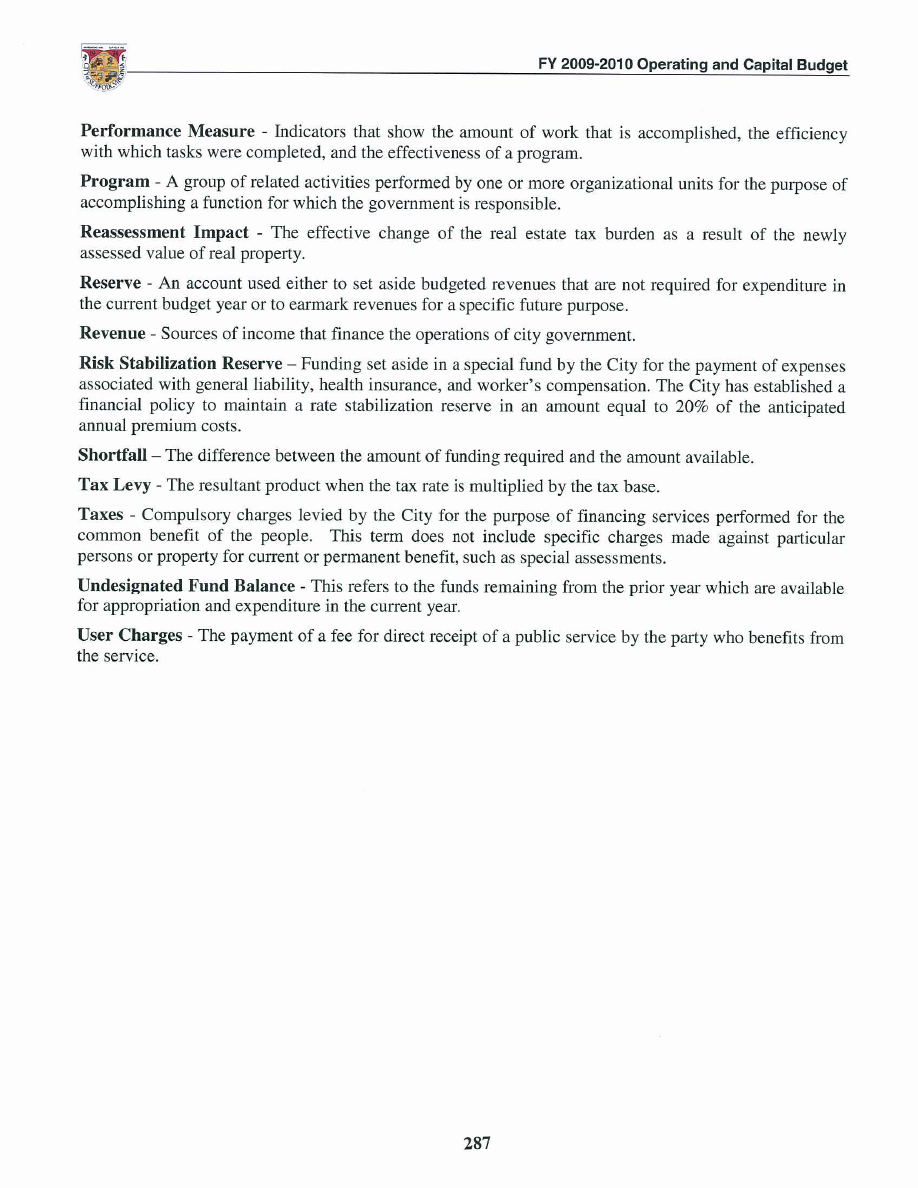 FY 2009-2010 Operating and Capital Budget
Performance Measure - Indicators that show the amount of work that is accomplished, the efficiency
with which tasks were completed, and the effectiveness of a program.
Program - A group of related activities performed by one or more organizational units for the purpose of
accomplishing a function for which the government is responsible.
Reassessment Impact - The effective change of the real estate tax burden as a result of the newly
assessed value of real property.
Reserve - An account used either to set aside budgeted revenues that are not required for expenditure in
the current budget year or to earmark revenues for a specific future purpose.
Revenue - Sources of income that finance the operations of city government.
Risk Stabilization Reserve – Funding set aside in a special fund by the City for the payment of expenses
associated with general liability, health insurance, and worker's compensation. The City has established a
financial policy to maintain a rate stabilization reserve in an amount equal to 20% of the anticipated
annual premium costs.
Shortfall – The difference between the amount of funding required and the amount available.
Tax Levy - The resultant product when the tax rate is multiplied by the tax base.
Taxes - Compulsory charges levied by the City for the purpose of financing services performed for the
common benefit of the people. This term does not include specific charges made against particular
persons or property for current or permanent benefit, such as special assessments.
Undesignated Fund Balance - This refers to the funds remaining from the prior year which are available
for appropriation and expenditure in the current year.
User Charges - The payment of a fee for direct receipt of a public service by the party who benefits from
the service.
287